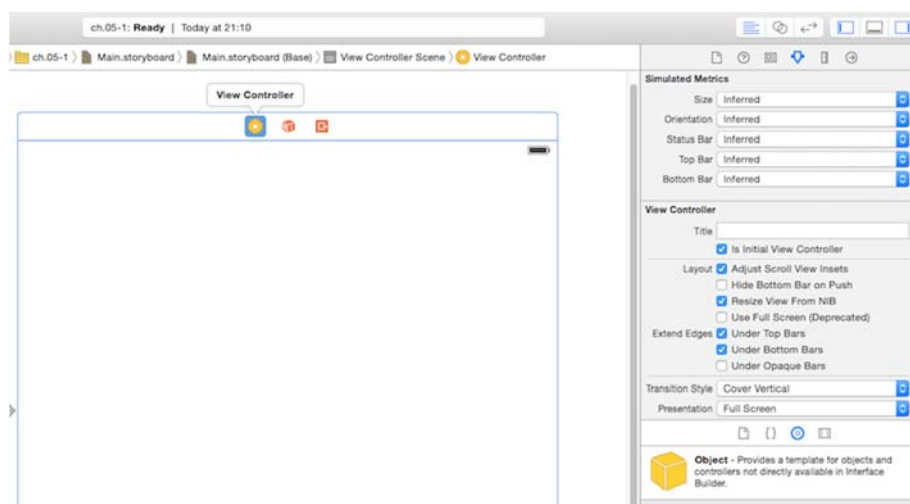 ch.05-1: Ready | Today at 21:10
ch.05-1 Main.storyboard Main.storyboard (Base) View Controller Scene View Controller
View Controller
Simulated Metrics
Size Inferred
Orientation Inferred
Status Bar Inferred
Top Bar Inferred
Bottom Bar Inferred
View Controller
Title
Is Initial View Controller
Layout Adjust Scroll View Insets
Hide Bottom Bar on Push
Resize View From NIB
Use Full Screen (Deprecated)
Extend Edges Under Top Bars
Under Bottom Bars
Under Opaque Bars
Transition Style Cover Vertical
Presentation Full Screen
Object - Provides a template for objects and
controllers not directly available in Interface
Builder.